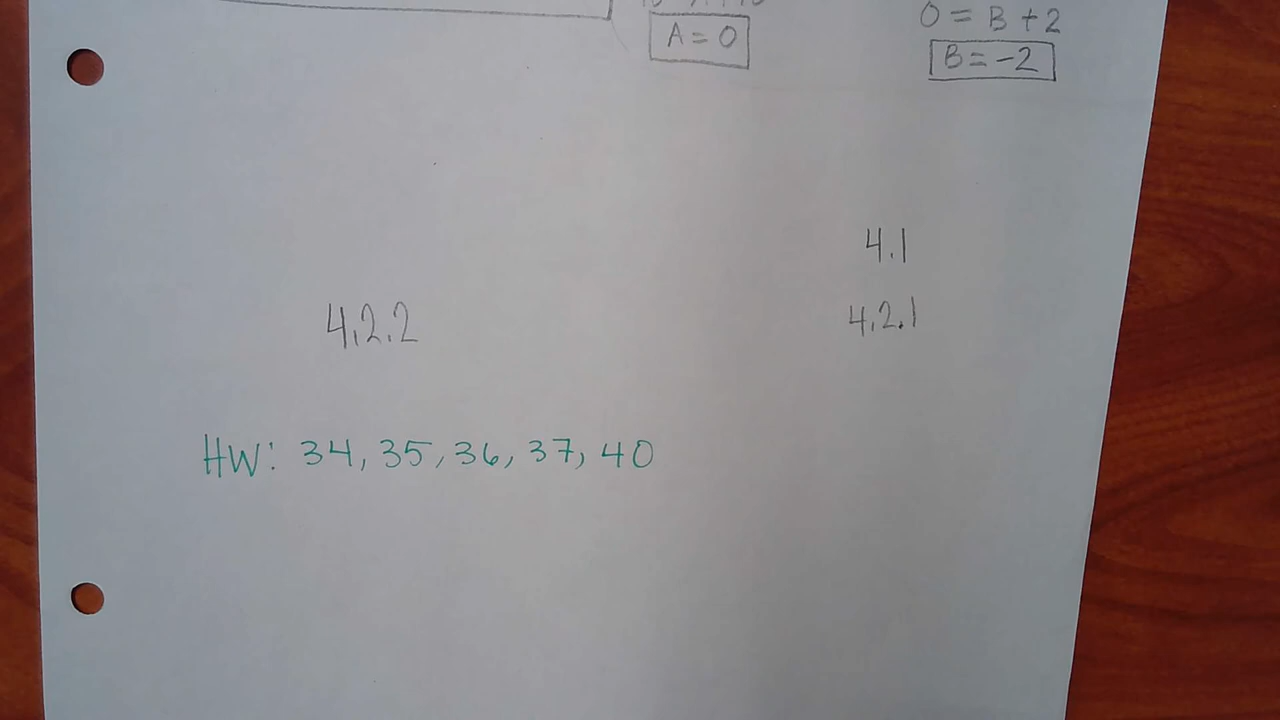 0 = B + 2
A = 0
B = -2
4.1
4.2.2
4.2.1
HW: 34, 35, 36, 37, 40